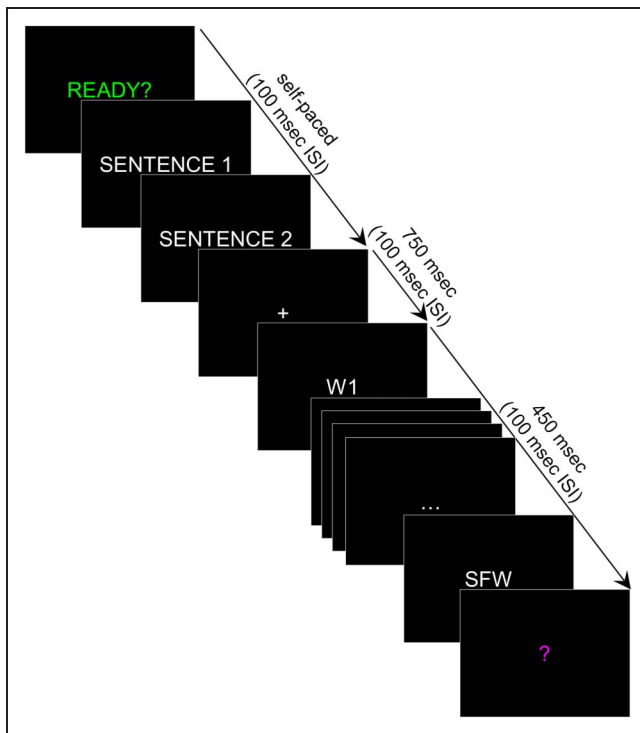 READY?
self-paced
(100 msec ISI)
SENTENCE 1
SENTENCE 2
750 msec
(100 msec ISI)
+
W1
450 msec
(100 msec ISI)
...
SFW
?